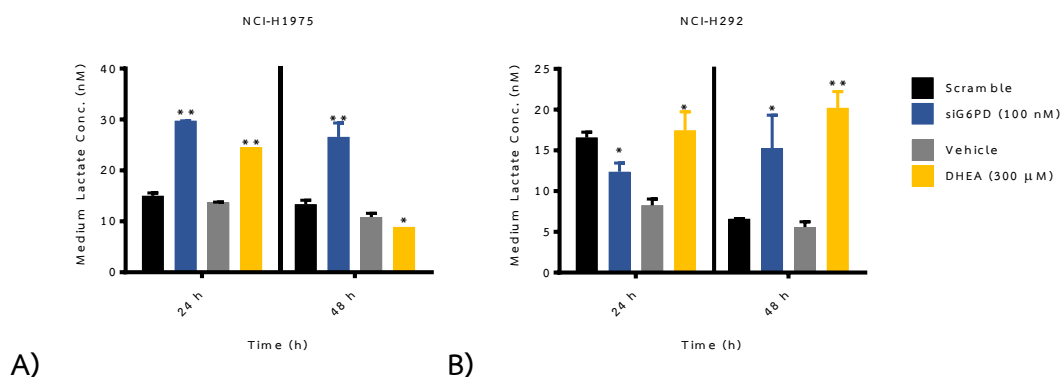 NCI-H1975
Medium Lactate Conc. (nM)
40
30
20
10
0
** 
**
**
*
24 h
48 h
Time (h)
A)
NCI-H292
Medium Lactate Conc. (nM)
25
20
15
10
5
0
*
*
*
**
24 h
48 h
Time (h)
B)
Scramble
siG6PD (100 nM)
Vehicle
DHEA (300 μM)